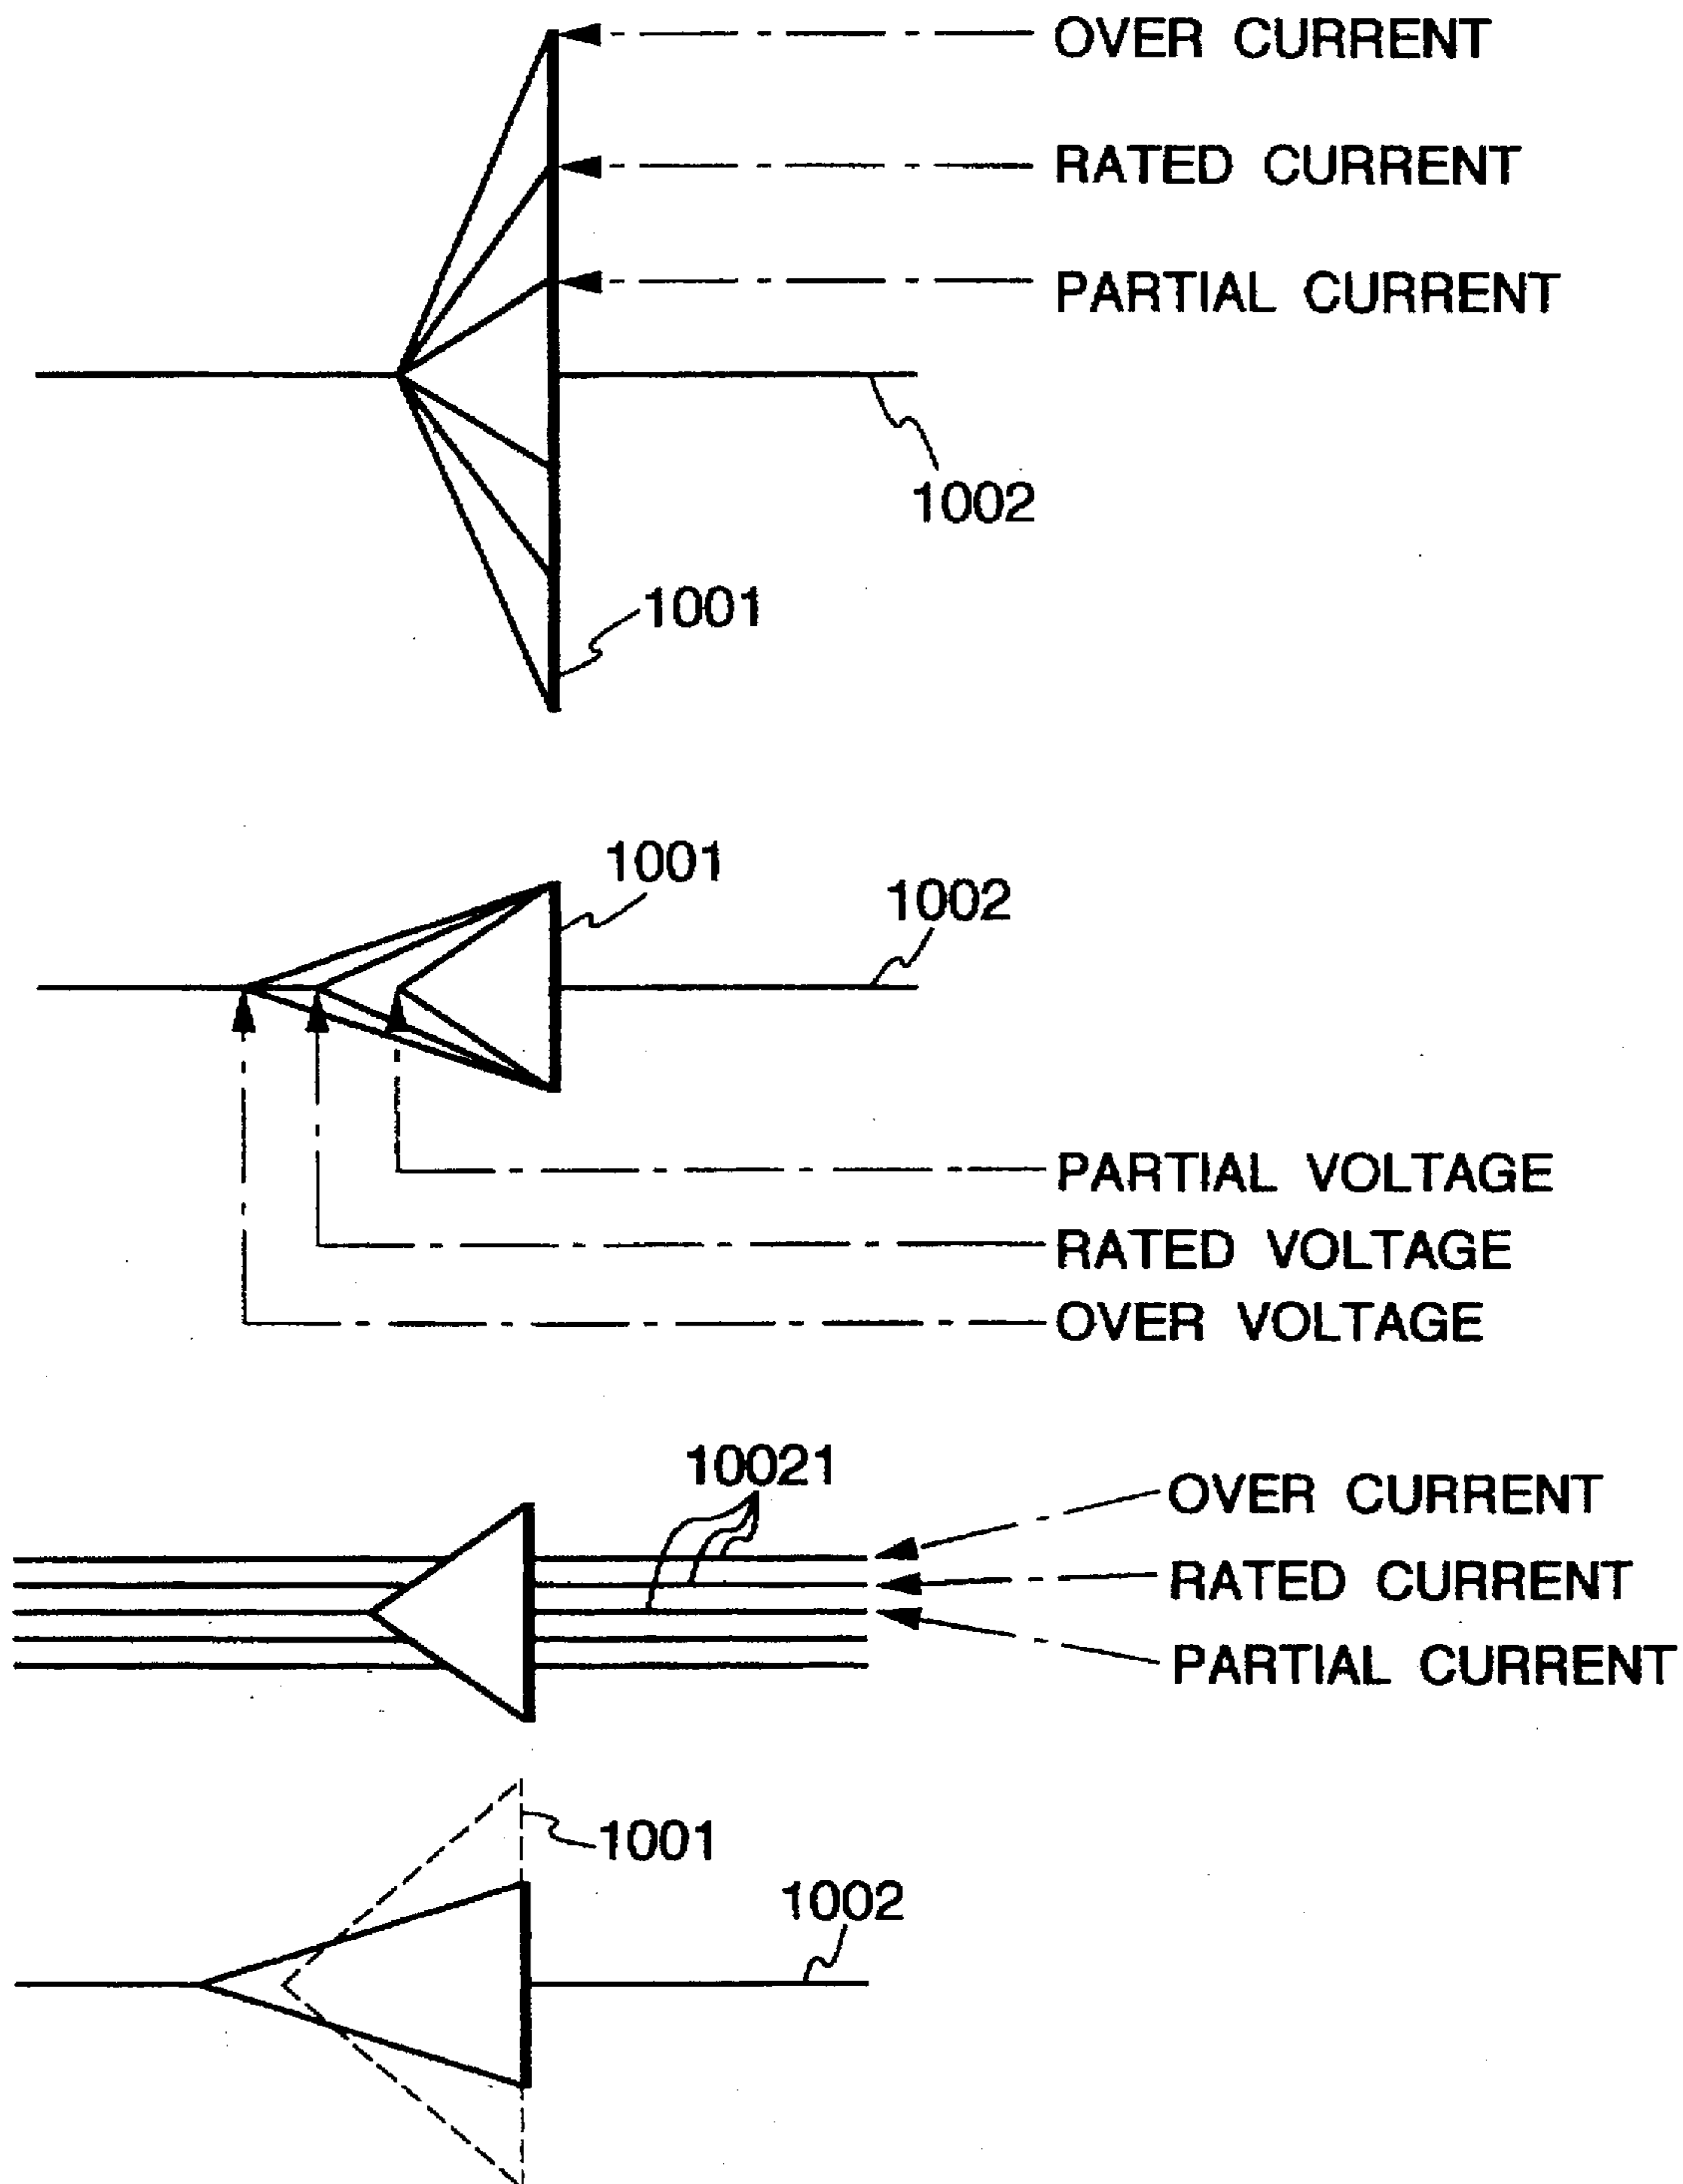 OVER CURRENT
RATED CURRENT
PARTIAL CURRENT
1002
1001
1001
1002
PARTIAL VOLTAGE
RATED VOLTAGE
OVER VOLTAGE
10021
OVER CURRENT
RATED CURRENT
PARTIAL CURRENT
1001
1002